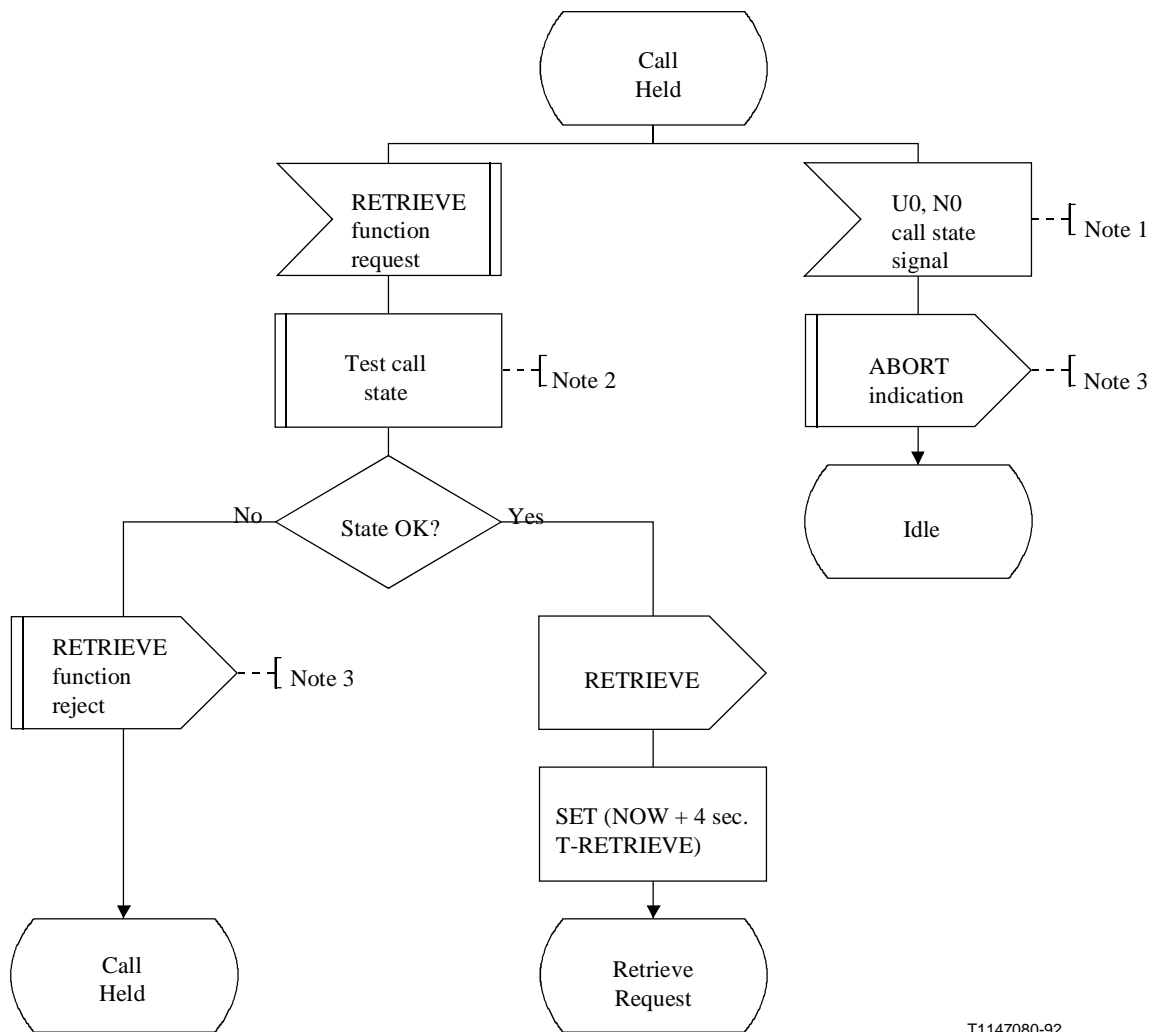 Call
Held
RETRIEVE
function
request
U0, N0
call state
signal
Note 1
Test call
state
Note 2
ABORT
indication
Note 3
No
State OK?
Yes
Idle
RETRIEVE
function
reject
Note 3
RETRIEVE
SET (NOW + 4 sec.
T-RETRIEVE)
Call
Held
Retrieve
Request
T1147080-92